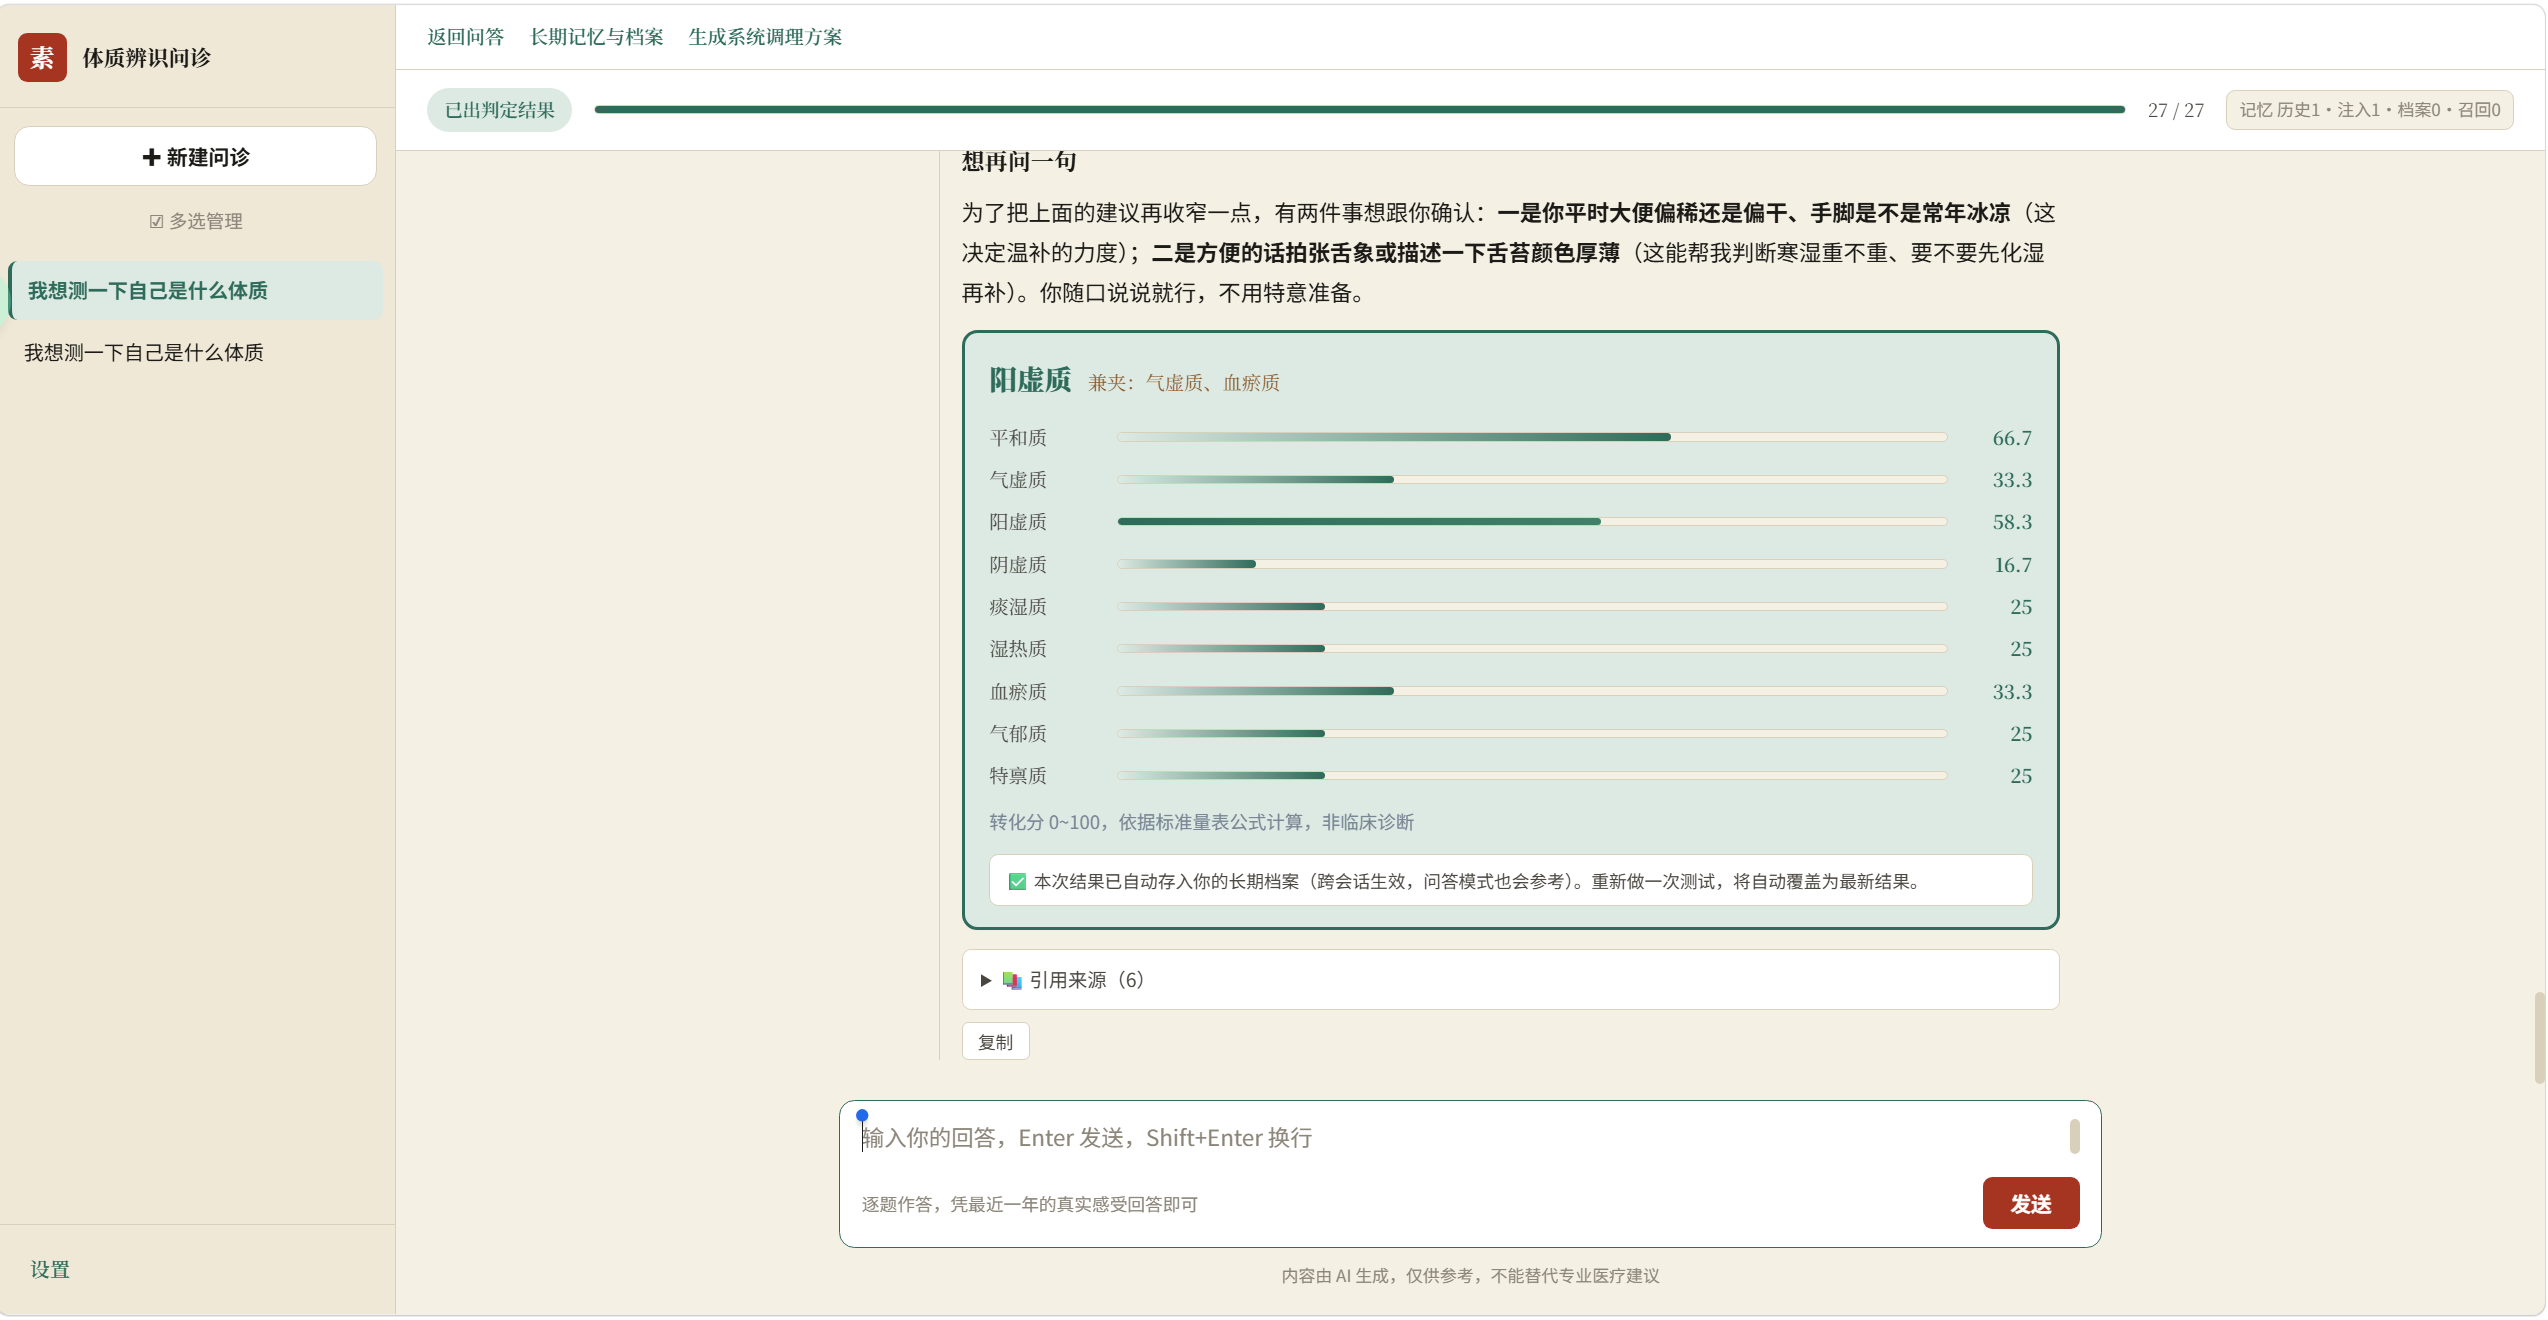 素 体质辨识问诊
✚ 新建问诊
☑ 多选管理
我想测一下自己是什么体质
我想测一下自己是什么体质
设置
返回问答 长期记忆与档案 生成系统调理方案
已出判定结果 27 / 27 记忆 历史1・注入1・档案0・召回0
想再问一句
为了把上面的建议再收窄一点，有两件事想跟你确认：一是你平时大便偏稀还是偏干、手脚是不是常年冰凉（这
决定温补的力度）；二是方便的话拍张舌象或描述一下舌苔颜色厚薄（这能帮我判断寒湿重不重、要不要先化湿
再补）。你随口说说就行，不用特意准备。
阳虚质 兼夹：气虚质、血瘀质
平和质 66.7
气虚质 33.3
阳虚质 58.3
阴虚质 16.7
痰湿质 25
湿热质 25
血瘀质 33.3
气郁质 25
特禀质 25
转化分 0~100，依据标准量表公式计算，非临床诊断
✅ 本次结果已自动存入你的长期档案（跨会话生效，问答模式也会参考）。重新做一次测试，将自动覆盖为最新结果。
▶ 📚 引用来源（6）
复制
输入你的回答，Enter 发送，Shift+Enter 换行
逐题作答，凭最近一年的真实感受回答即可
发送
内容由 AI 生成，仅供参考，不能替代专业医疗建议